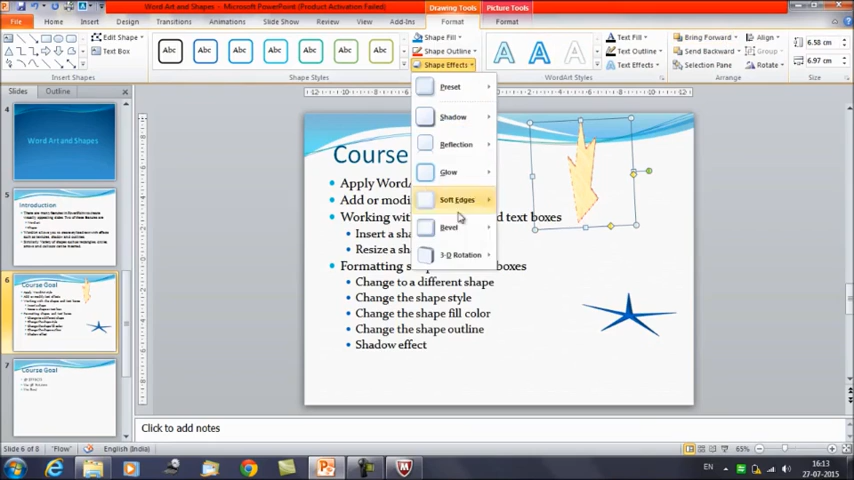 Word Art and Shapes - Microsoft PowerPoint (Product Activation Failed)
Drawing Tools
Picture Tools
File
Home
Insert
Design
Transitions
Animations
Slide Show
Review
View
Add-Ins
Format
Format
Edit Shape
Text Box
Insert Shapes
Abc
Abc
Abc
Abc
Abc
Abc
Shape Styles
Shape Fill
Shape Outline
Shape Effects
A
A
A
Text Fill
Text Outline
Text Effects
WordArt Styles
Bring Forward
Send Backward
Selection Pane
Arrange
Align
Group
Rotate
6.58 cm
6.97 cm
Size
Slides
Outline
Preset
Shadow
Reflection
Glow
Soft Edges
Bevel
3-D Rotation
4
Word Art and Shapes
5
Introduction
6
Course Goal
7
Course Goal
Course
Apply WordA
Add or modi
Working with
d text boxes
Insert a sha
Resize a sha
Formatting s
boxes
Change to a different shape
Change the shape style
Change the shape fill color
Change the shape outline
Shadow effect
Click to add notes
Slide 6 of 8
"Flow"
English (India)
65%
EN
16:13
27-07-2015